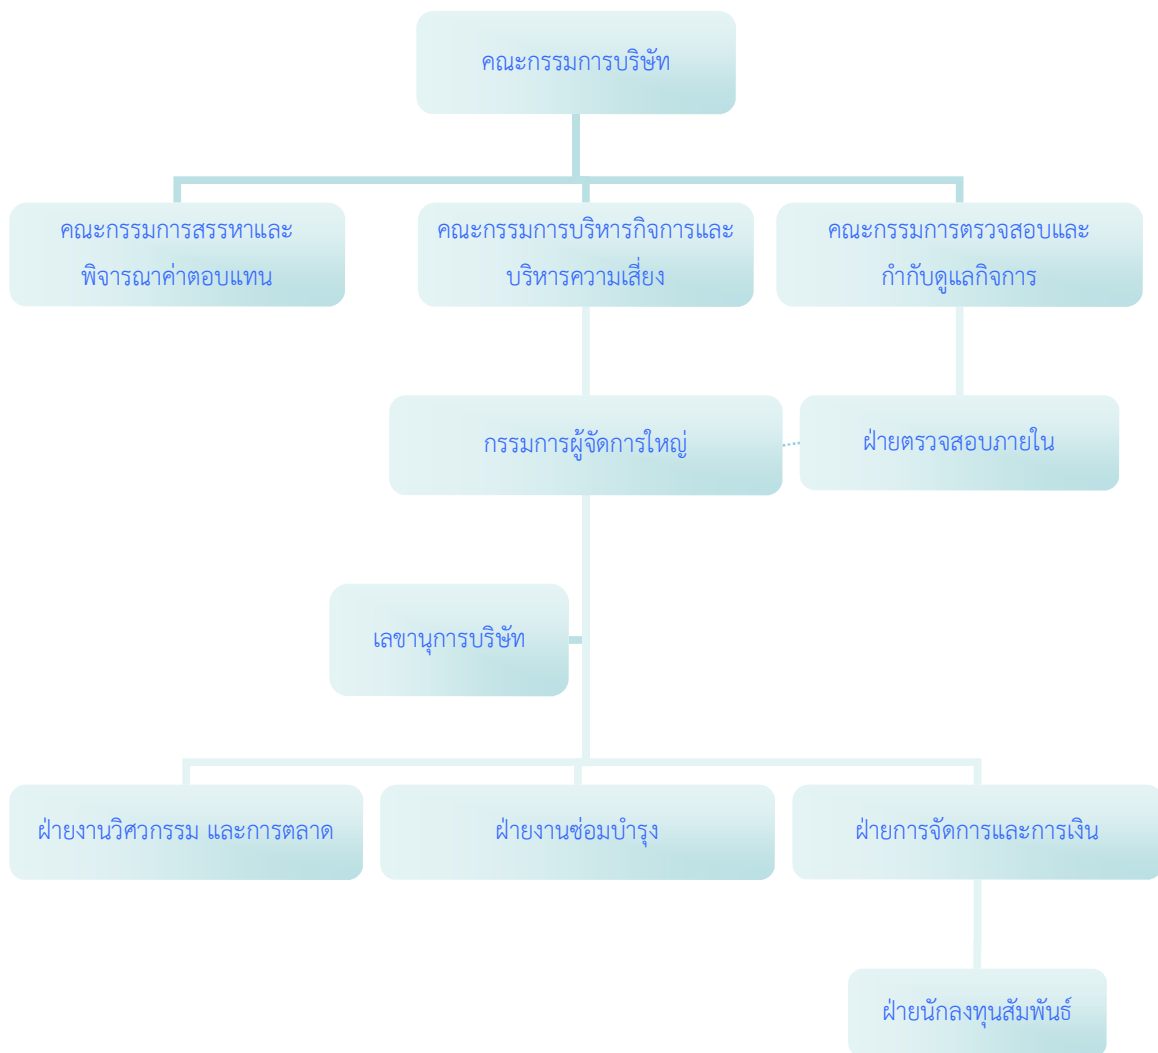 คณะกรรมการบริษัท
คณะกรรมการสรรหาและ
พิจารณาค่าตอบแทน
คณะกรรมการบริหารกิจการและ
บริหารความเสี่ยง
คณะกรรมการตรวจสอบและ
กำกับดูแลกิจการ
กรรมการผู้จัดการใหญ่
ฝ่ายตรวจสอบภายใน
เลขานุการบริษัท
ฝ่ายงานวิศวกรรม และการตลาด
ฝ่ายงานซ่อมบำรุง
ฝ่ายการจัดการและการเงิน
ฝ่ายนักลงทุนสัมพันธ์